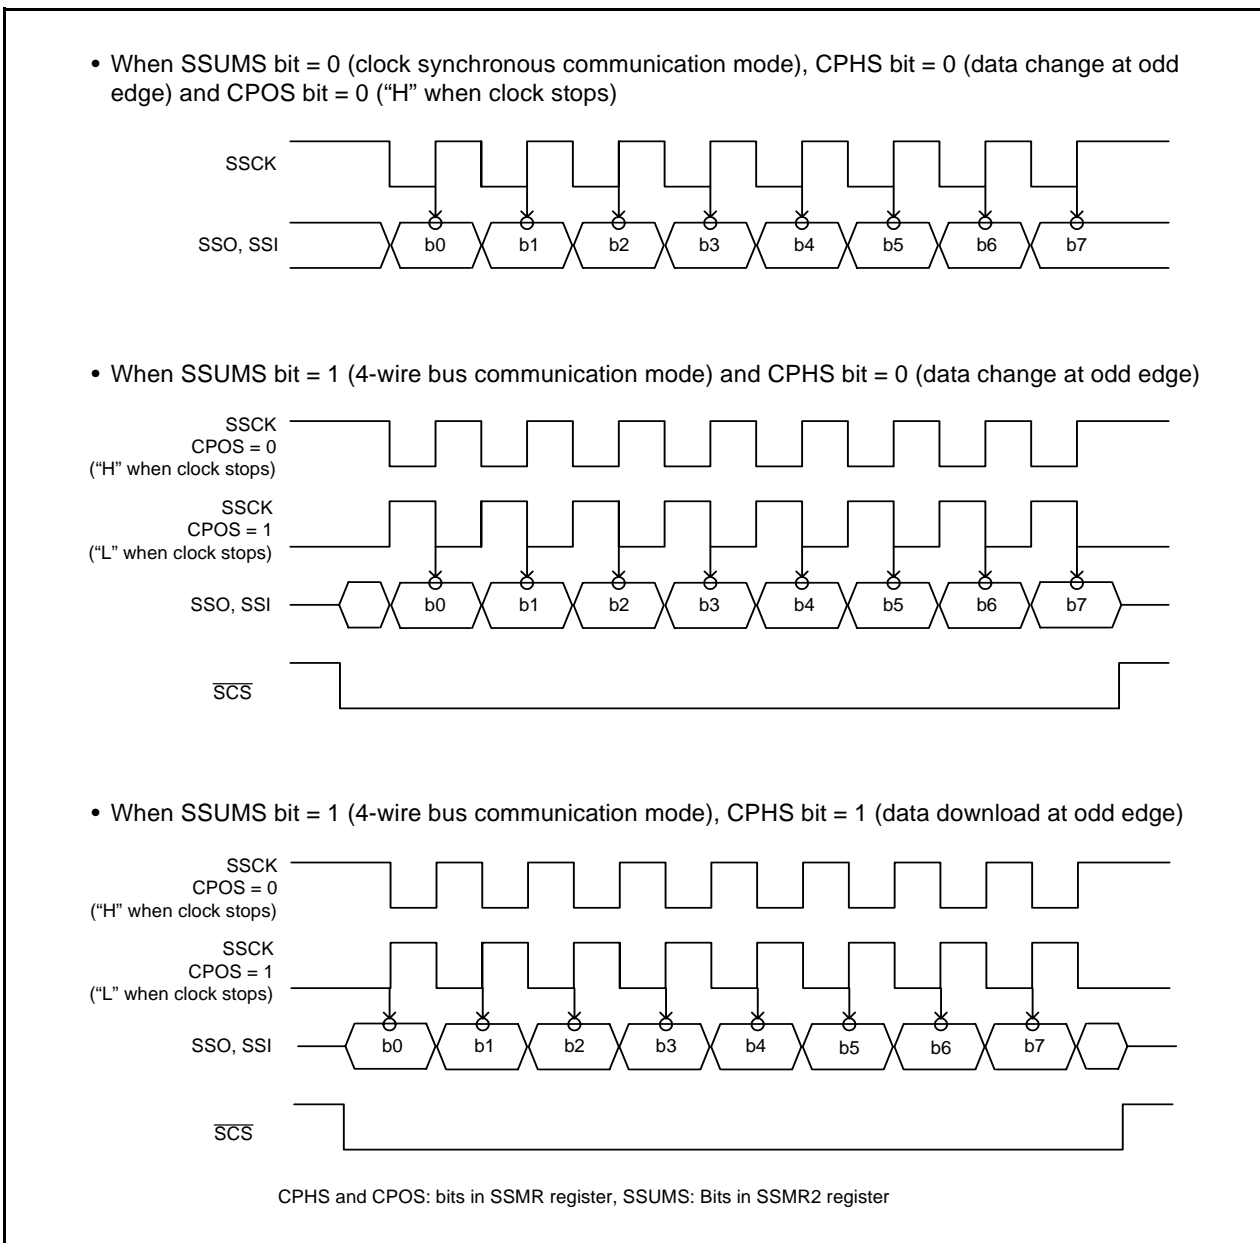 • When SSUMS bit = 0 (clock synchronous communication mode), CPHS bit = 0 (data change at odd
edge) and CPOS bit = 0 (“H” when clock stops)
SSCK
SSO, SSI
b0 b1 b2 b3 b4 b5 b6 b7
• When SSUMS bit = 1 (4-wire bus communication mode) and CPHS bit = 0 (data change at odd edge)
SSCK
CPOS = 0
(“H” when clock stops)
SSCK
CPOS = 1
(“L” when clock stops)
SSO, SSI
b0 b1 b2 b3 b4 b5 b6 b7
SCS
• When SSUMS bit = 1 (4-wire bus communication mode), CPHS bit = 1 (data download at odd edge)
SSCK
CPOS = 0
(“H” when clock stops)
SSCK
CPOS = 1
(“L” when clock stops)
SSO, SSI
b0 b1 b2 b3 b4 b5 b6 b7
SCS
CPHS and CPOS: bits in SSMR register, SSUMS: Bits in SSMR2 register